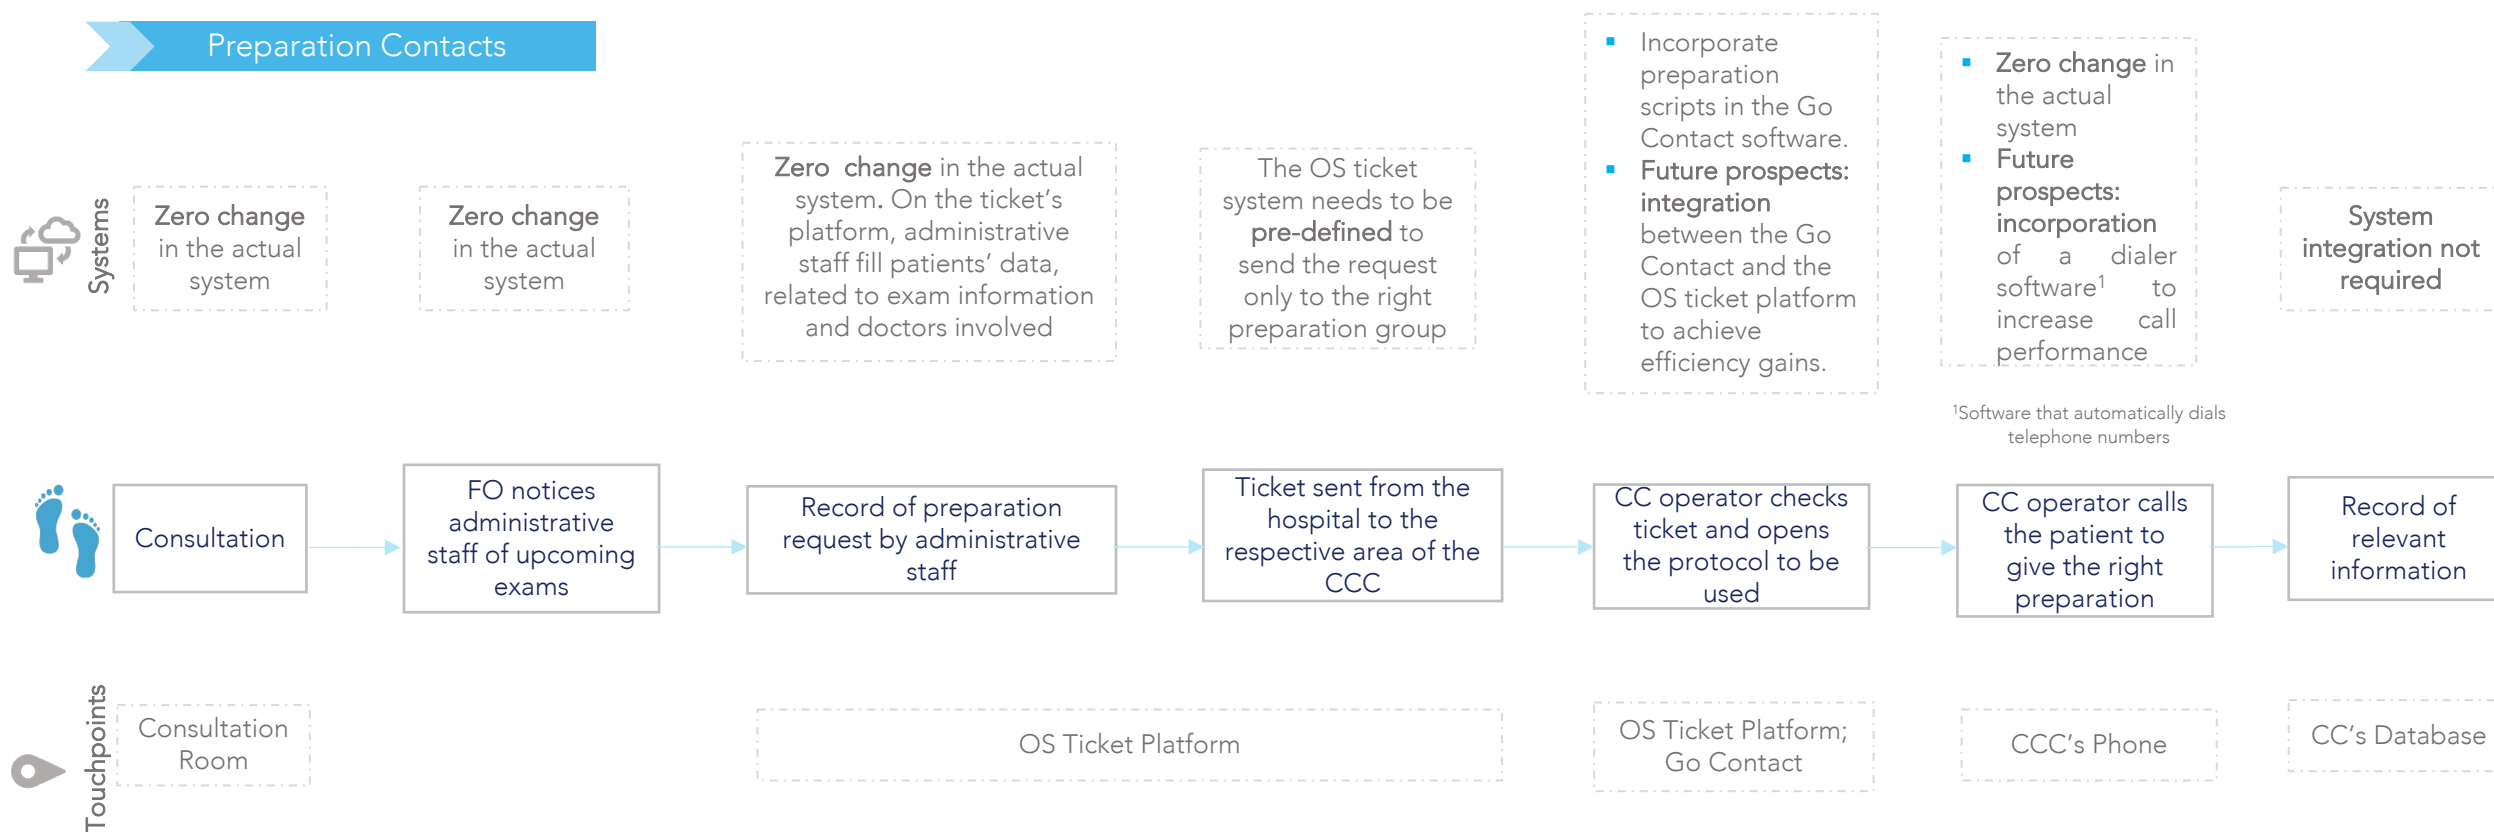 Preparation Contacts
Systems
Zero change
in the actual
system
Zero change
in the actual
system
Zero change in the actual
system. On the ticket's
platform, administrative
staff fill patients' data,
related to exam information
and doctors involved
The OS ticket
system needs to be
pre-defined to
send the request
only to the right
preparation group
▪ Incorporate
preparation
scripts in the Go
Contact software.
▪ Future prospects:
integration
between the Go
Contact and the
OS ticket platform
to achieve
efficiency gains.
▪ Zero change in
the actual
system
▪ Future
prospects:
incorporation
of a dialer
software¹ to
increase call
performance
System
integration not
required
¹Software that automatically dials
telephone numbers
Consultation
FO notices
administrative
staff of upcoming
exams
Record of preparation
request by administrative
staff
Ticket sent from the
hospital to the
respective area of the
CCC
CC operator checks
ticket and opens
the protocol to be
used
CC operator calls
the patient to
give the right
preparation
Record of
relevant
information
Touchpoints
Consultation
Room
OS Ticket Platform
OS Ticket Platform;
Go Contact
CCC's Phone
CC's Database